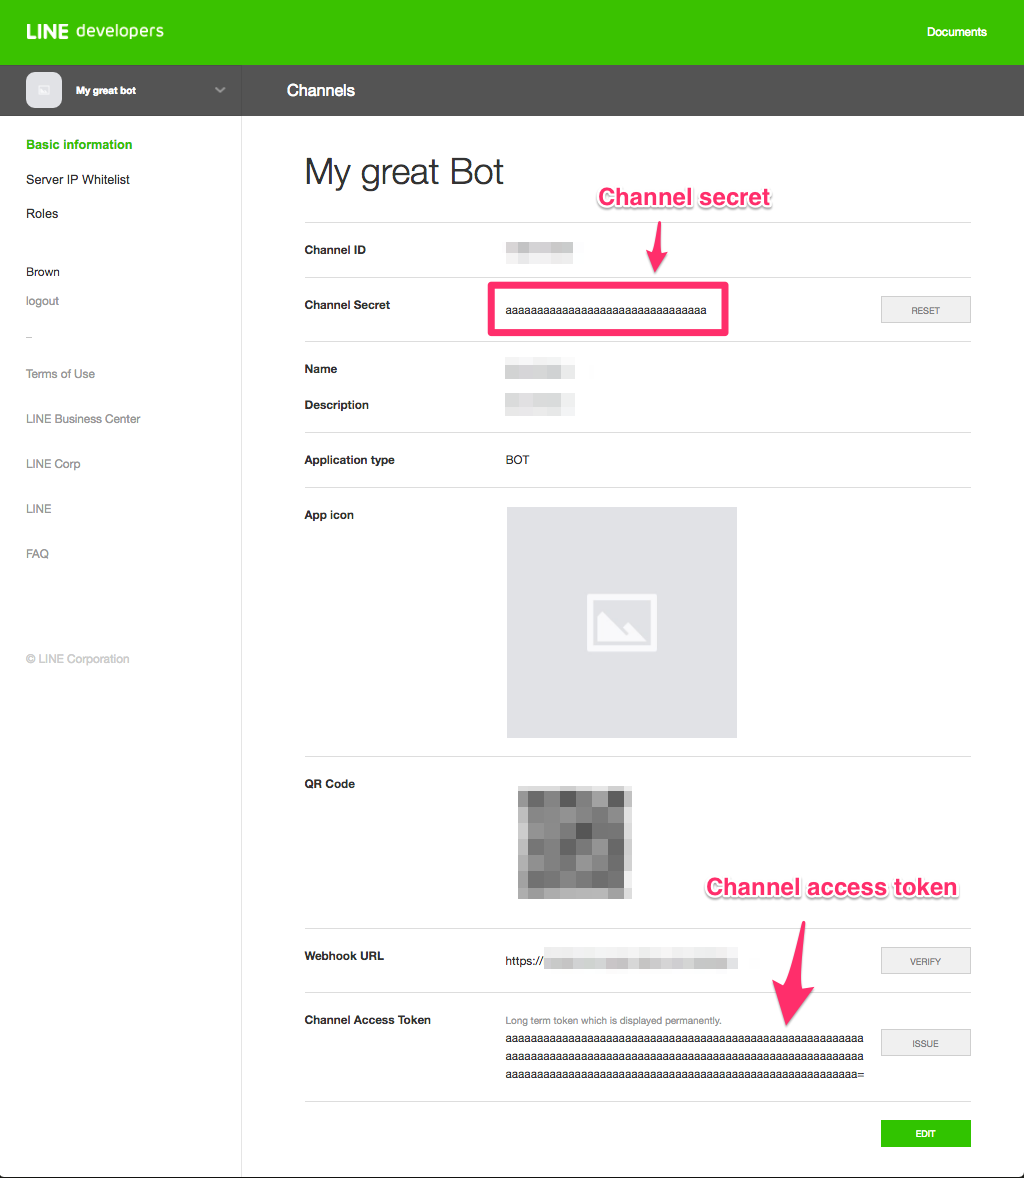 LINE developers
Documents
My great bot
Channels
Basic information
Server IP Whitelist
Roles
Brown
logout
–
Terms of Use
LINE Business Center
LINE Corp
LINE
FAQ
© LINE Corporation
My great Bot
Channel secret
Channel ID
Channel Secret
aaaaaaaaaaaaaaaaaaaaaaaaaaaaaaaa
RESET
Name
Description
Application type
BOT
App icon
QR Code
Channel access token
Webhook URL
https://
VERIFY
Channel Access Token
Long term token which is displayed permanently.
aaaaaaaaaaaaaaaaaaaaaaaaaaaaaaaaaaaaaaaaaaaaaaaaaaaaaaaaa
aaaaaaaaaaaaaaaaaaaaaaaaaaaaaaaaaaaaaaaaaaaaaaaaaaaaaaaaa
aaaaaaaaaaaaaaaaaaaaaaaaaaaaaaaaaaaaaaaaaaaaaaaaaaaaaaaa=
ISSUE
EDIT